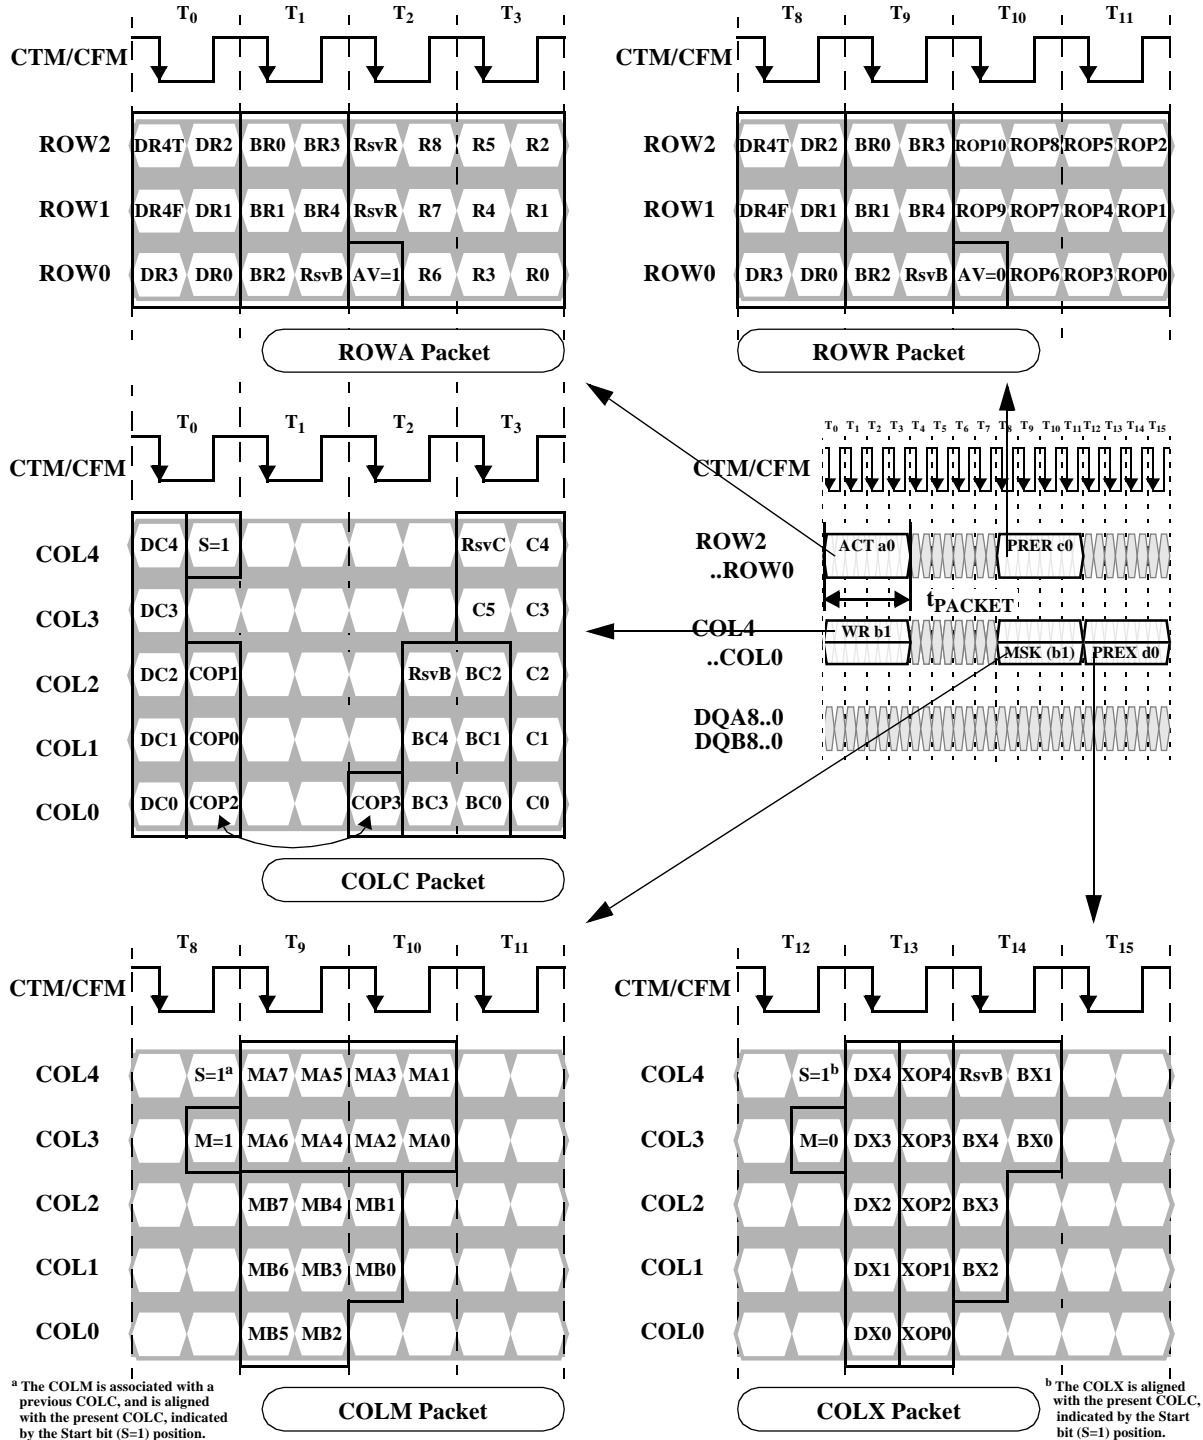 T0 T1 T2 T3
CTM/CFM
ROW2 DR4T DR2 BR0 BR3 RsvR R8 R5 R2
ROW1 DR4F DR1 BR1 BR4 RsvR R7 R4 R1
ROW0 DR3 DR0 BR2 RsvB AV=1 R6 R3 R0
ROWA Packet
T8 T9 T10 T11
CTM/CFM
ROW2 DR4T DR2 BR0 BR3 ROP10 ROP8 ROP5 ROP2
ROW1 DR4F DR1 BR1 BR4 ROP9 ROP7 ROP4 ROP1
ROW0 DR3 DR0 BR2 RsvB AV=0 ROP6 ROP3 ROP0
ROWR Packet
T0 T1 T2 T3
CTM/CFM
COL4 DC4 S=1 RsvC C4
COL3 DC3 C5 C3
COL2 DC2 COP1 RsvB BC2 C2
COL1 DC1 COP0 BC4 BC1 C1
COL0 DC0 COP2 COP3 BC3 BC0 C0
COLC Packet
T0 T1 T2 T3 T4 T5 T6 T7 T8 T9 T10 T11 T12 T13 T14 T15
CTM/CFM
ROW2 ACT a0 PRER c0
..ROW0
tPACKET
COL4 WR b1
..COL0 MSK (b1) PREX d0
DQA8..0
DQB8..0
T8 T9 T10 T11
CTM/CFM
COL4 S=1a MA7 MA5 MA3 MA1
COL3 M=1 MA6 MA4 MA2 MA0
COL2 MB7 MB4 MB1
COL1 MB6 MB3 MB0
COL0 MB5 MB2
a The COLM is associated with a
previous COLC, and is aligned
with the present COLC, indicated
by the Start bit (S=1) position.
COLM Packet
T12 T13 T14 T15
CTM/CFM
COL4 S=1b DX4 XOP4 RsvB BX1
COL3 M=0 DX3 XOP3 BX4 BX0
COL2 DX2 XOP2 BX3
COL1 DX1 XOP1 BX2
COL0 DX0 XOP0
COLX Packet
b The COLX is aligned
with the present COLC,
indicated by the Start
bit (S=1) position.